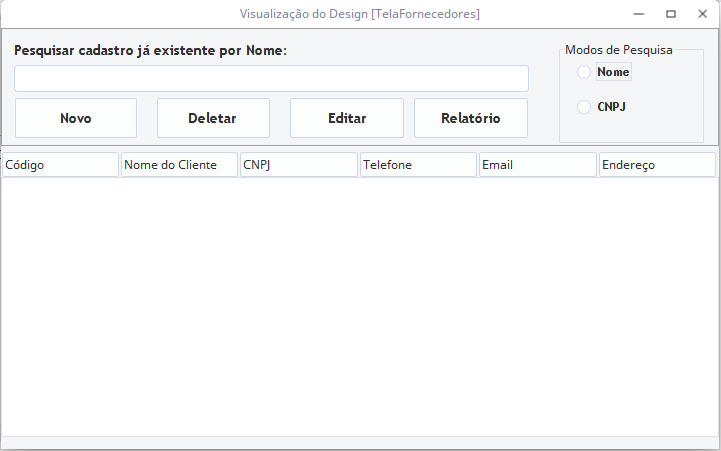 Visualização do Design [TelaFornecedores]
Pesquisar cadastro já existente por Nome:
Modos de Pesquisa
Nome
CNPJ
Novo
Deletar
Editar
Relatório
Código
Nome do Cliente
CNPJ
Telefone
Email
Endereço